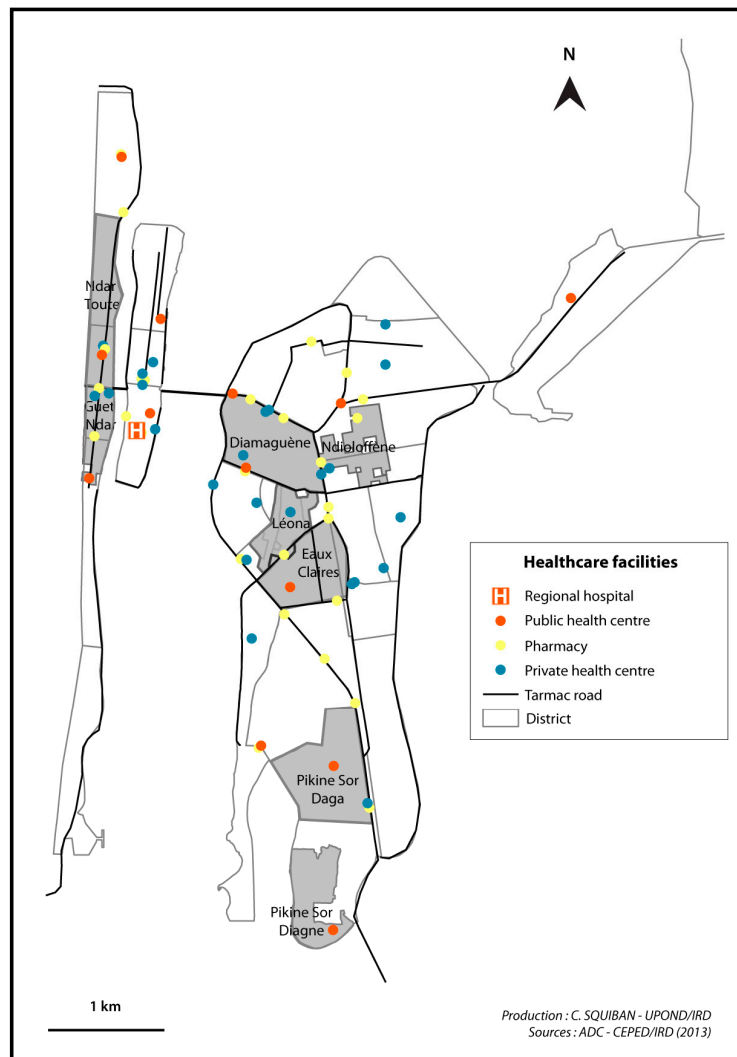 N
Ndar
Toute
Guet
Ndar
H
Diamaguène
Ndioloffène
Léona
Eaux
Claires
Healthcare facilities
H Regional hospital
Public health centre
Pharmacy
Private health centre
Tarmac road
District
Pikine Sor
Daga
Pikine Sor
Diagne
1 km
Production : C. SQUIBAN - UPOND/IRD
Sources : ADC - CEPED/IRD (2013)